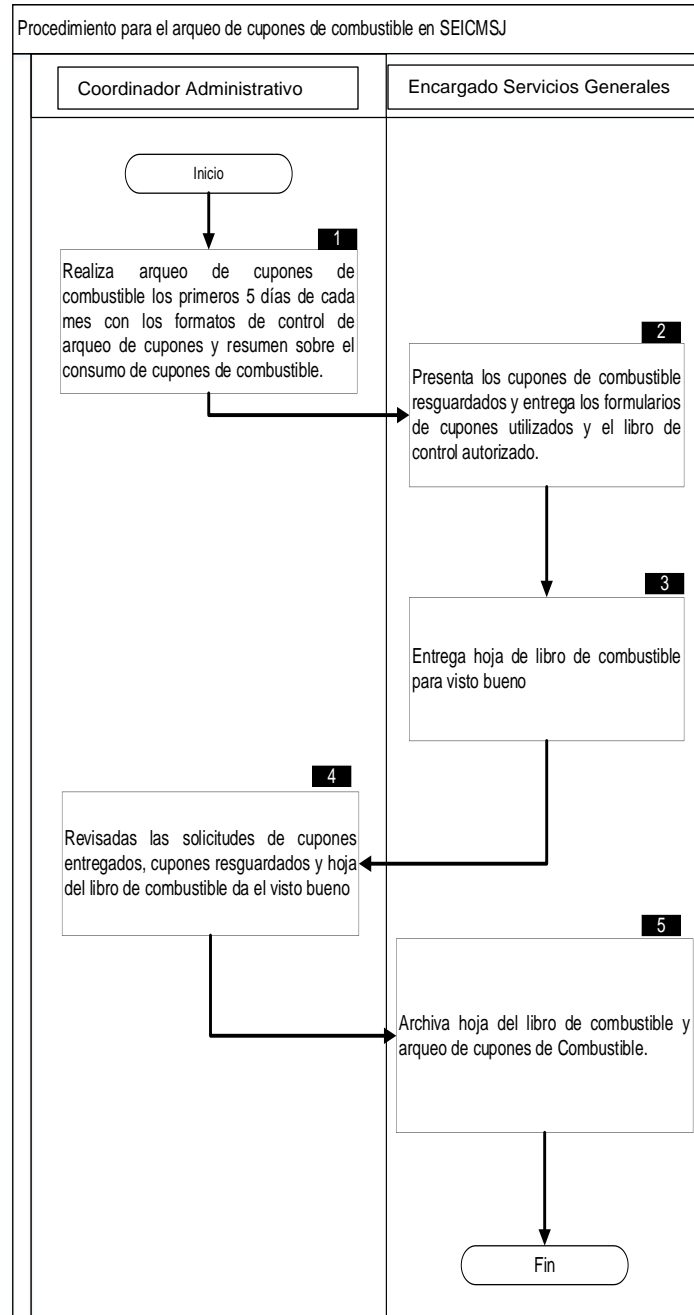 Procedimiento para el arqueo de cupones de combustible en SEICMSJ
Coordinador Administrativo
Encargado Servicios Generales
Inicio
1
Realiza arqueo de cupones de
combustible los primeros 5 días de cada
mes con los formatos de control de
arqueo de cupones y resumen sobre el
consumo de cupones de combustible.
2
Presenta los cupones de combustible
resguardados y entrega los formularios
de cupones utilizados y el libro de
control autorizado.
3
Entrega hoja de libro de combustible
para visto bueno
4
Revisadas las solicitudes de cupones
entregados, cupones resguardados y hoja
del libro de combustible da el visto bueno
5
Archiva hoja del libro de combustible y
arqueo de cupones de Combustible.
Fin